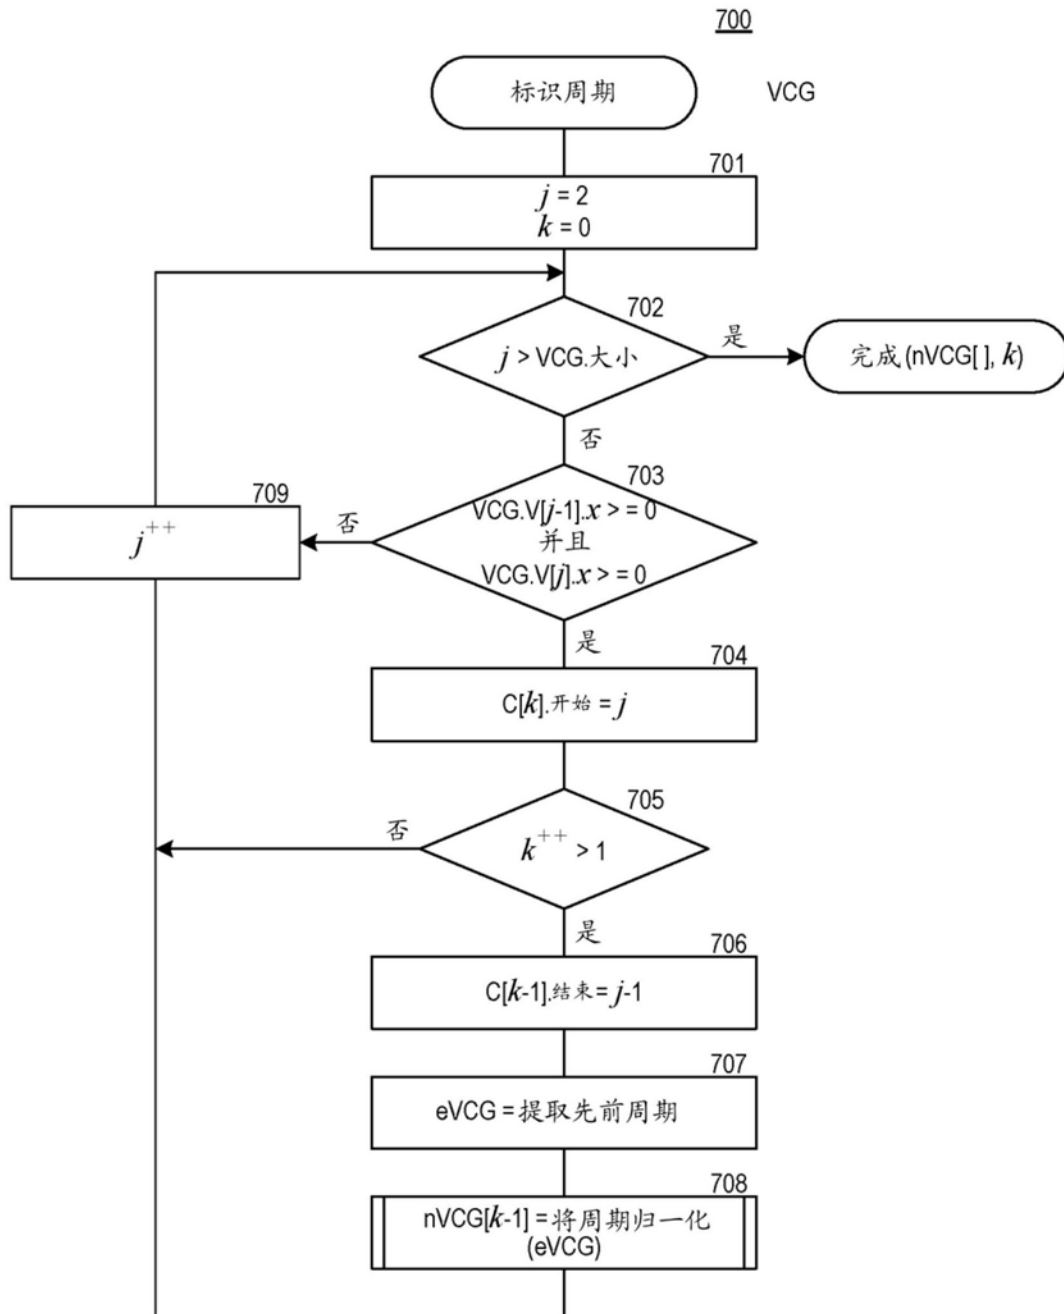 700
标识周期
VCG
701
j = 2
k = 0
702
j > VCG.大小
是
完成 (nVCG[ ], k)
否
703
VCG.V[j-1].x > = 0
并且
VCG.V[j].x > = 0
否
709
j++
是
704
C[k].开始 = j
705
k++ > 1
否
是
706
C[k-1].结束 = j-1
707
eVCG = 提取先前周期
708
nVCG[k-1] = 将周期归一化
(eVCG)